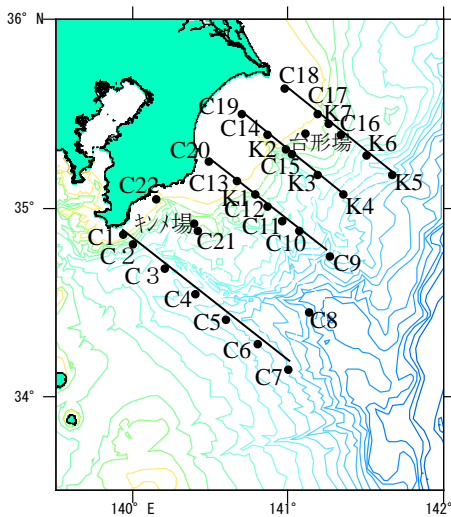 36° N
C18
C17
C19
K7
C14
C16
K2
台形場
K6
C20
C15
C13
K3
K5
C22
K1
K4
C12
35°
キンメ場
C11
C1
C21
C10
C２
C9
C３
C4
C8
C5
C6
C7
34°
140° E
141°
142°